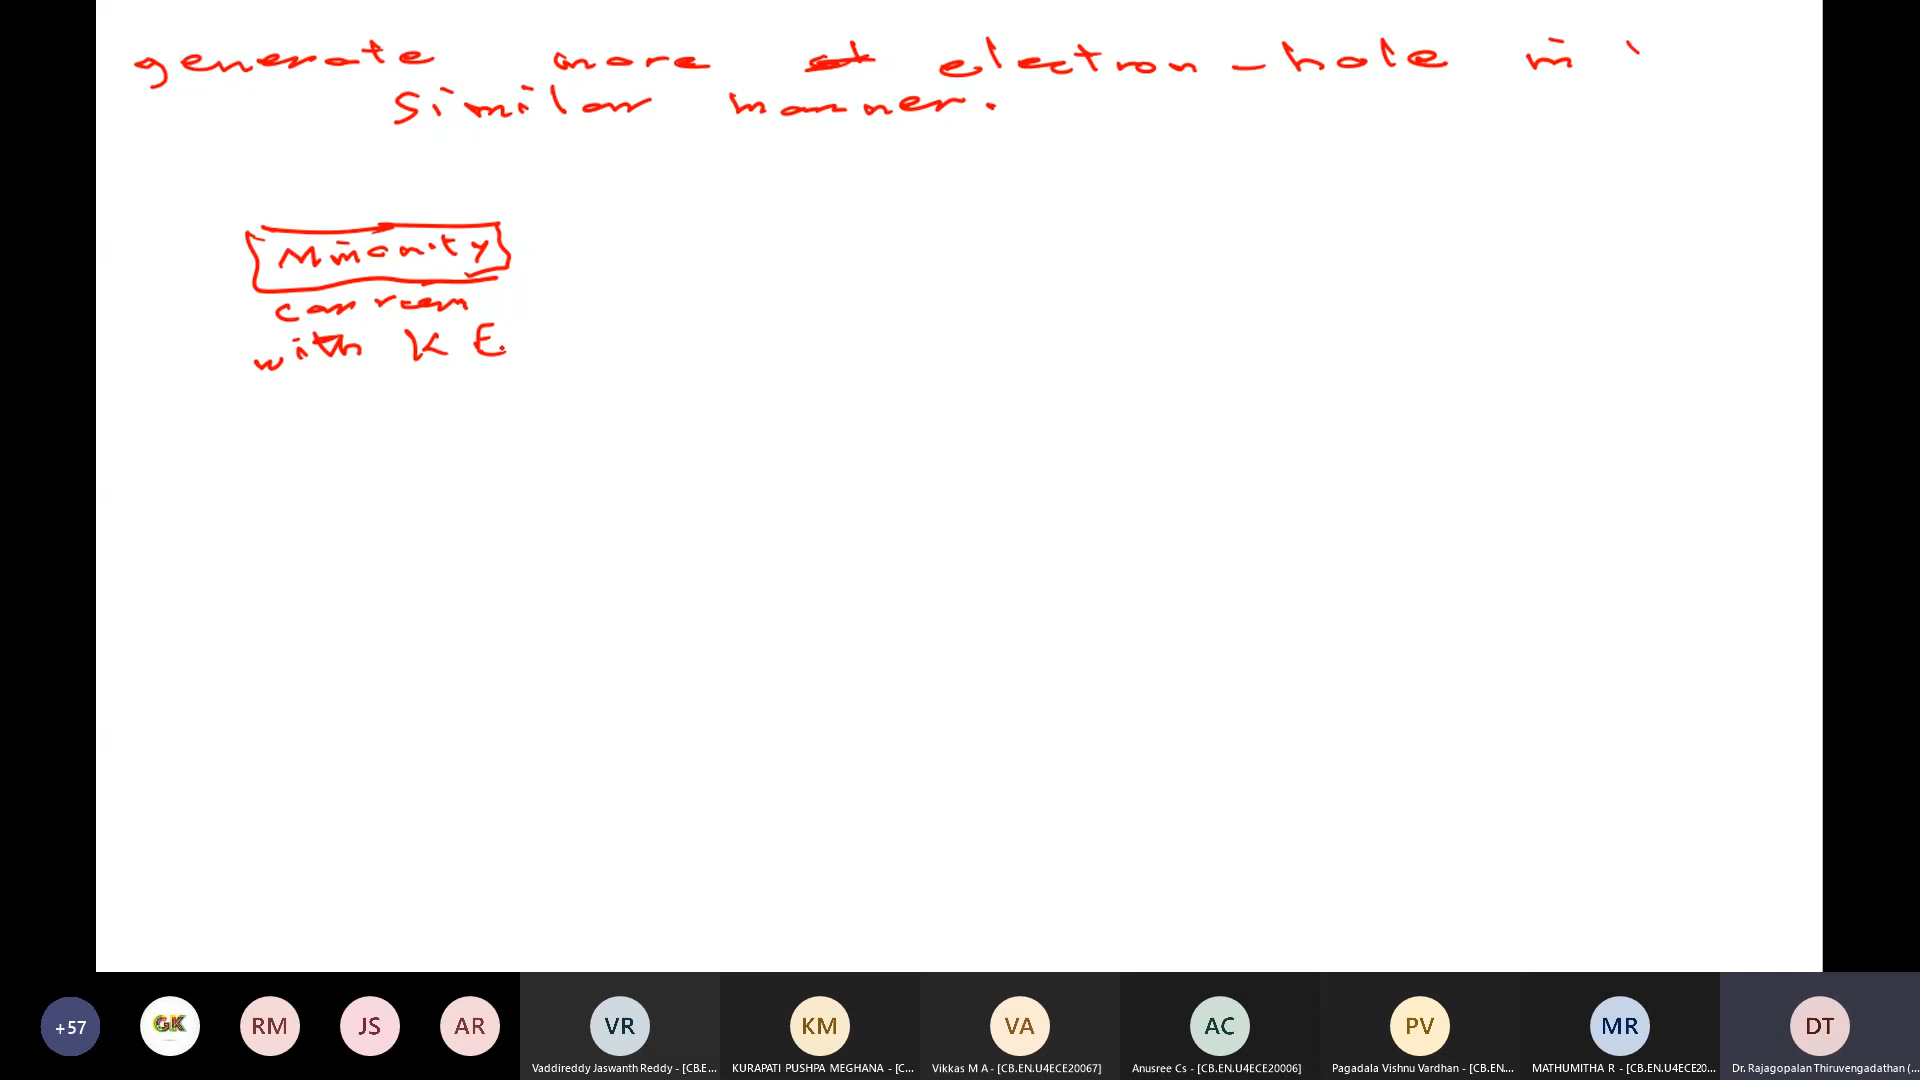 generate more electron-hole in
similar manner.
Minority
carriers
with K E.
+57
GK
RM
JS
AR
VR
KM
VA
AC
PV
MR
DT
Vaddireddy Jaswanth Reddy - [CB.E...
KURAPATI PUSHPA MEGHANA - [C...
Vikkas M A - [CB.EN.U4ECE20067]
Anusree Cs - [CB.EN.U4ECE20006]
Pagadala Vishnu Vardhan - [CB.EN....
MATHUMITHA R - [CB.EN.U4ECE20...
Dr. Rajagopalan Thiruvengadathan (...